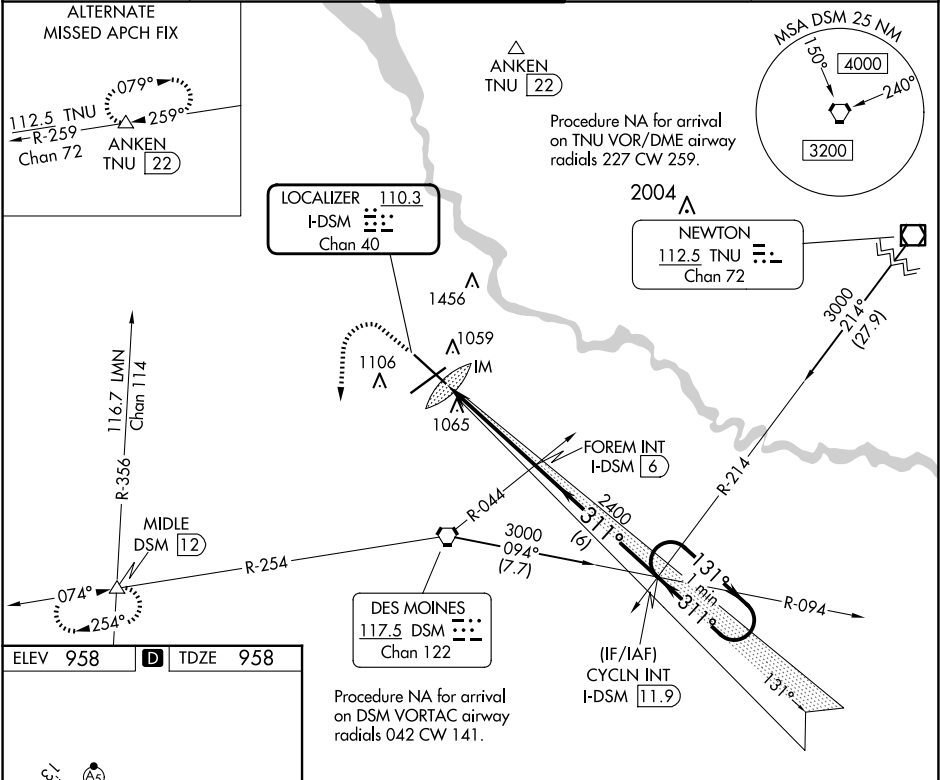 ALTERNATE
MISSED APCH FIX
079°
259°
112.5 TNU
R-259
Chan 72
ANKEN
TNU 22
ANKEN
TNU 22
Procedure NA for arrival
on TNU VOR/DME airway
radials 227 CW 259.
MSA DSM 25 NM
150°
4000
240°
3200
2004
LOCALIZER 110.3
I-DSM
Chan 40
NEWTON
112.5 TNU
Chan 72
1456
1059
1106
IM
1065
3000
214°
(27.9)
R-214
116.7 LMN
Chan 114
R-356
MIDLE
DSM 12
R-254
074°
254°
FOREM INT
I-DSM 6
R-044
2400
311°
(6)
3000
094°
(7.7)
131°
1 min
311°
R-094
DES MOINES
117.5 DSM
Chan 122
(IF/IAF)
CYCLN INT
I-DSM 11.9
131°
Procedure NA for arrival
on DSM VORTAC airway
radials 042 CW 141.
ELEV 958 D TDZE 958
A5